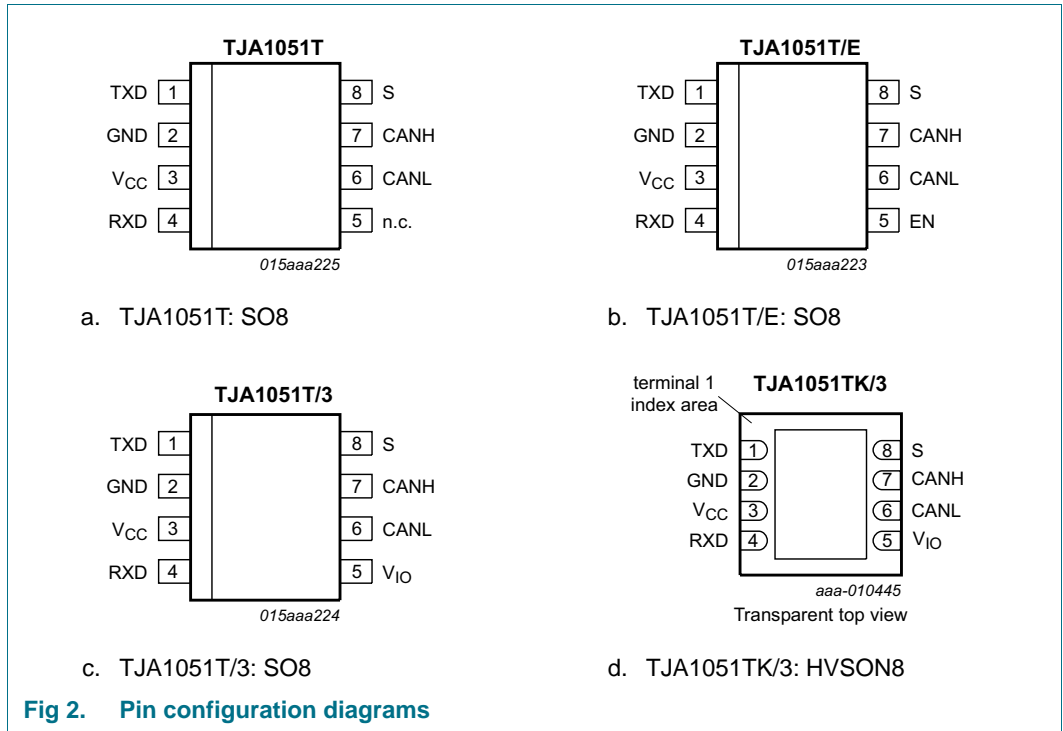 TJA1051T
TXD 1
GND 2
VCC 3
RXD 4
8 S
7 CANH
6 CANL
5 n.c.
015aaa225
a. TJA1051T: SO8
TJA1051T/E
TXD 1
GND 2
VCC 3
RXD 4
8 S
7 CANH
6 CANL
5 EN
015aaa223
b. TJA1051T/E: SO8
TJA1051T/3
TXD 1
GND 2
VCC 3
RXD 4
8 S
7 CANH
6 CANL
5 VIO
015aaa224
c. TJA1051T/3: SO8
terminal 1
index area
TJA1051TK/3
TXD 1
GND 2
VCC 3
RXD 4
8 S
7 CANH
6 CANL
5 VIO
aaa-010445
Transparent top view
d. TJA1051TK/3: HVSON8
Fig 2. Pin configuration diagrams